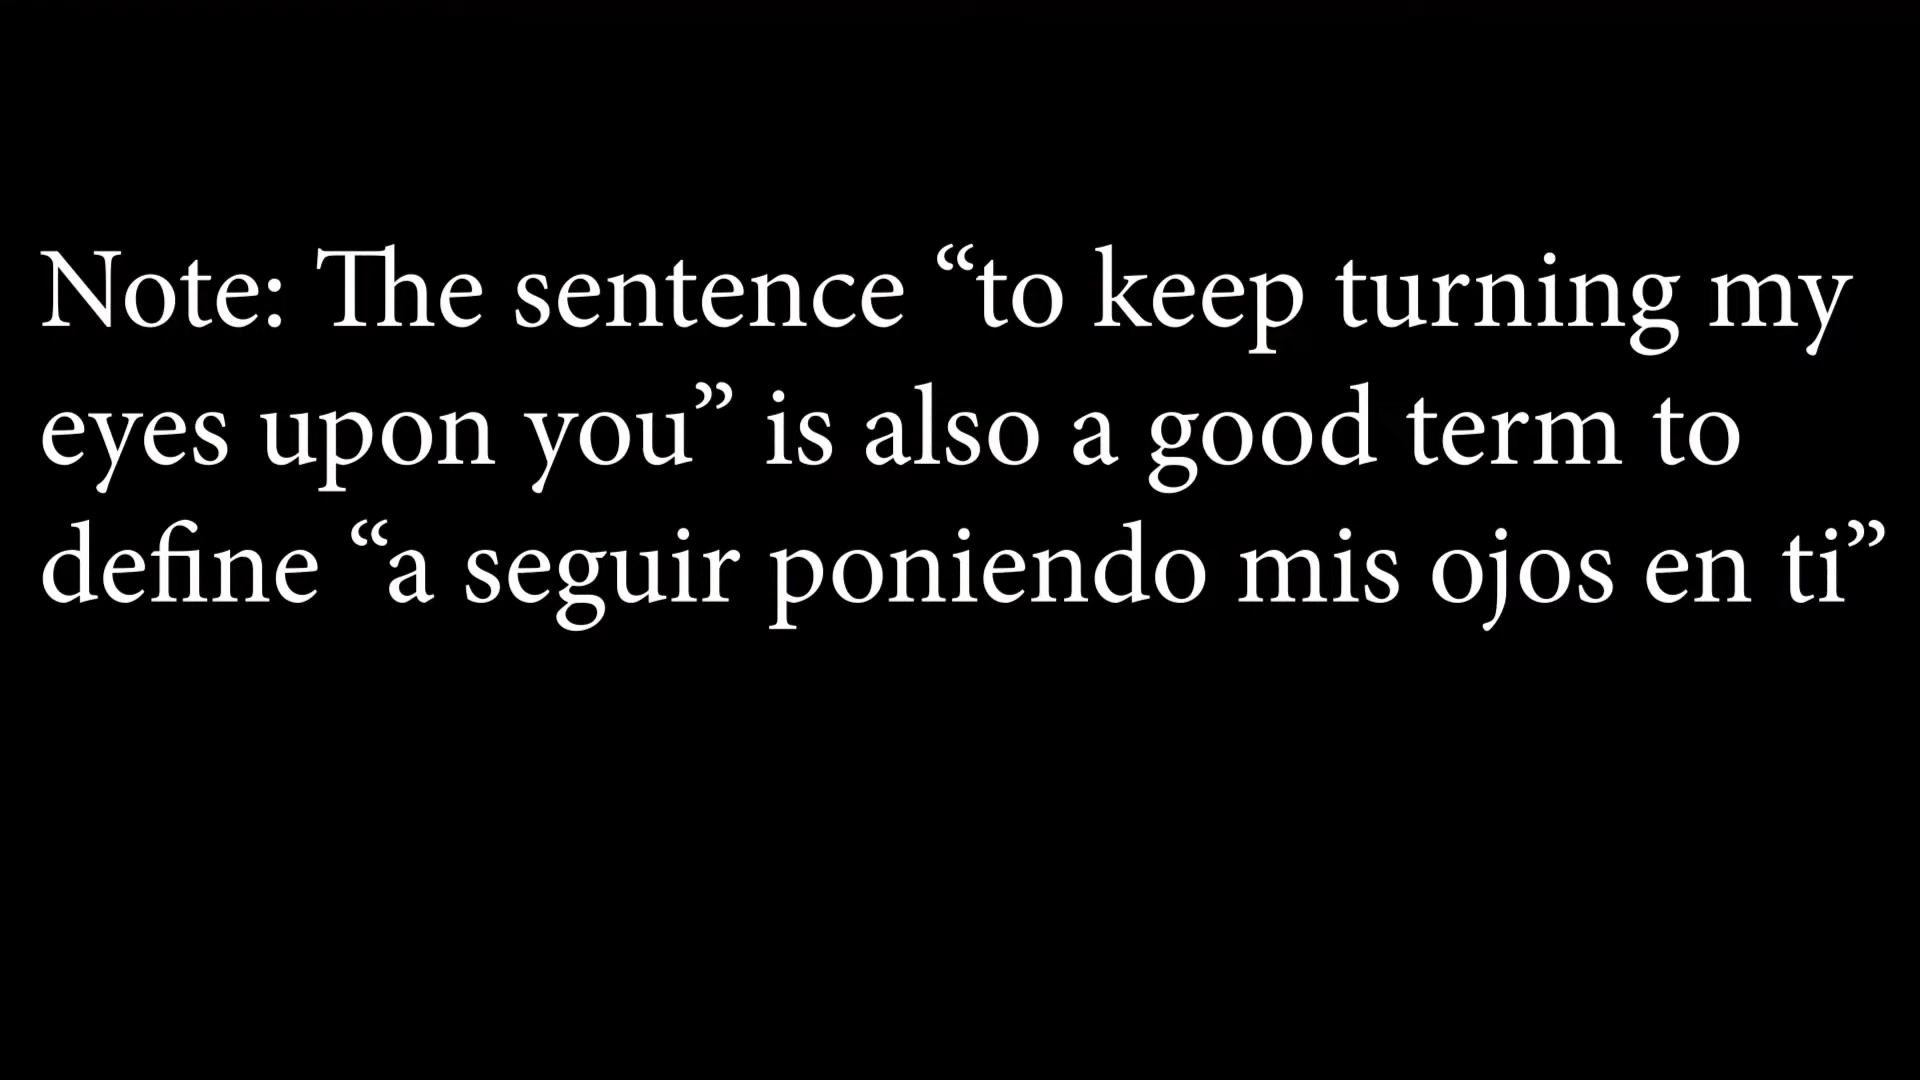 Note: The sentence “to keep turning my
eyes upon you” is also a good term to
define “a seguir poniendo mis ojos en ti”